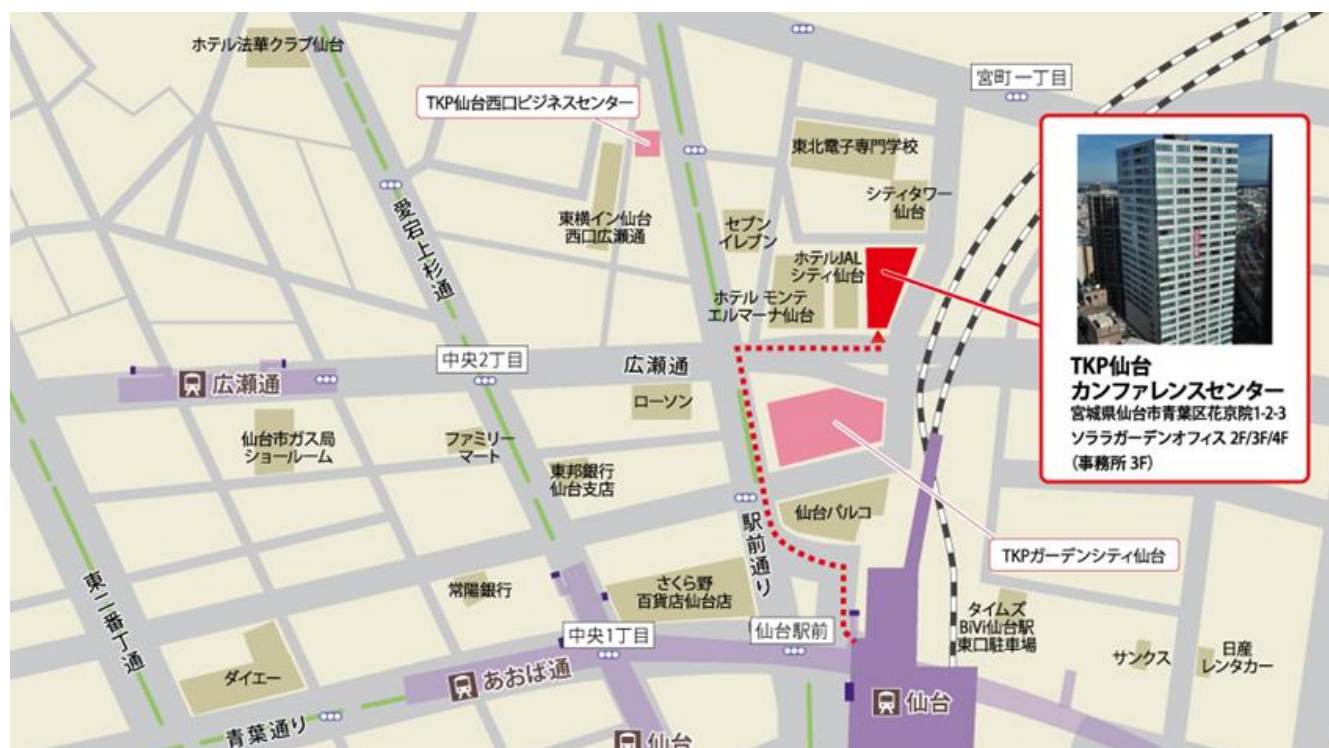 ホテル法華クラブ仙台
宮町一丁目
TKP仙台西口ビジネスセンター
東北電子専門学校
愛宕上杉通
東横イン仙台
西口広瀬通
シティタワー
仙台
セブン
イレブン
ホテルJAL
シティ仙台
ホテル モンテ
エルマーナ仙台
TKP仙台
カンファレンスセンター
宮城県仙台市青葉区花京院1-2-3
ソララガーデンオフィス 2F/3F/4F
(事務所 3F)
中央2丁目
広瀬通
広瀬通
ローソン
仙台市ガス局
ショールーム
ファミリー
マート
東邦銀行
仙台支店
仙台パルコ
駅前通り
TKPガーデンシティ仙台
東二番丁通
常陽銀行
さくら野
百貨店仙台店
中央1丁目
仙台駅前
タイムズ
BiVi仙台駅
東口駐車場
サンクス
日産
レンタカー
ダイエー
あおば通
仙台
青葉通り
仙台